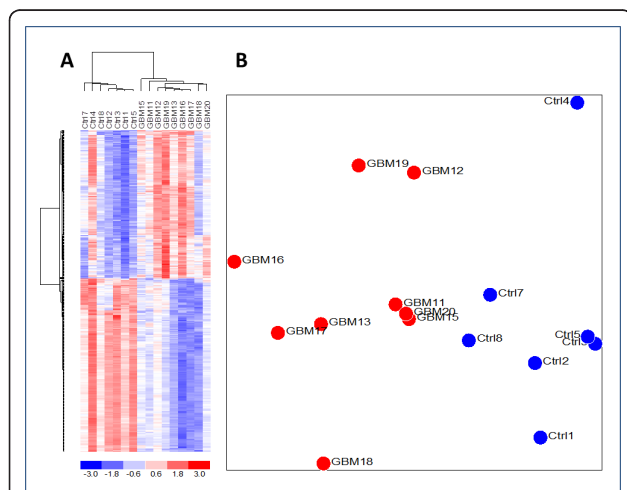 A
B
Ctrl7 Ctrl4 Ctrl8 Ctrl2 Ctrl3 Ctrl1 Ctrl5 GBM15 GBM11 GBM12 GBM19 GBM13 GBM16 GBM17 GBM18 GBM20
-3.0 -1.8 -0.6 0.6 1.8 3.0
Ctrl4
GBM19
GBM12
GBM16
Ctrl7
GBM11
GBM20
GBM15
GBM13
GBM17
Ctrl5
Ctrl3
Ctrl8
Ctrl2
Ctrl1
GBM18